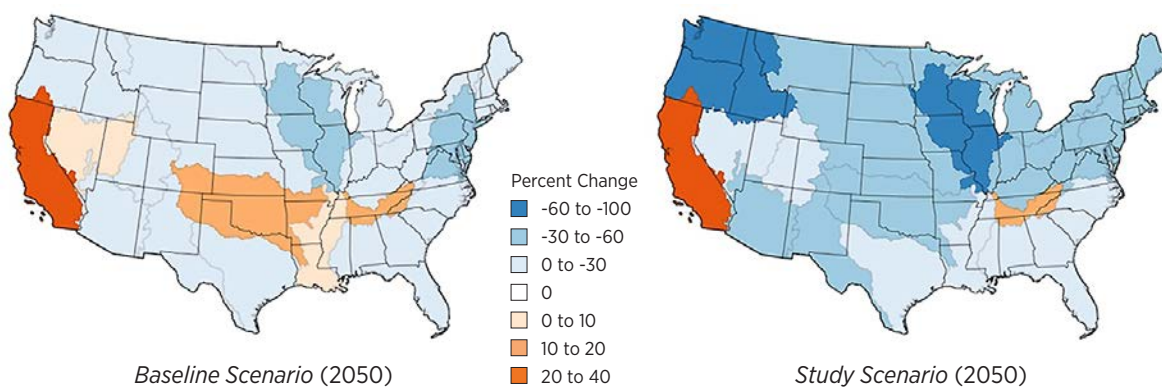 Percent Change
-60 to -100
-30 to -60
0 to -30
0
0 to 10
10 to 20
20 to 40
Baseline Scenario (2050)
Study Scenario (2050)